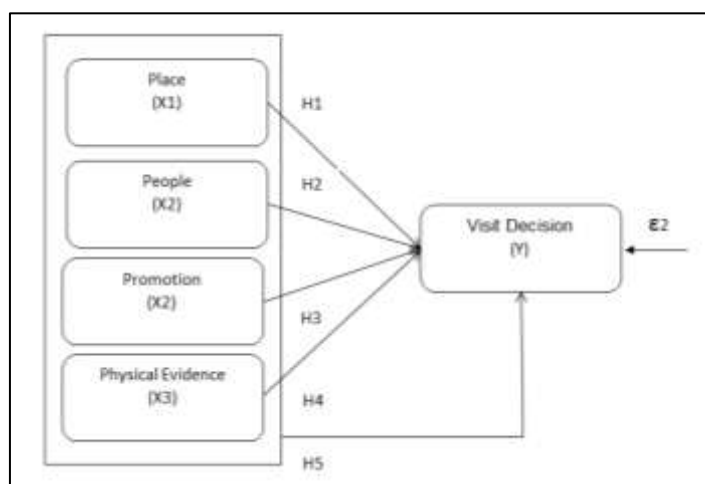 Place
(X1)
H1
People
(X2)
H2
Promotion
(X2)
H3
Physical Evidence
(X3)
H4
H5
Visit Decision
(Y)
ε2